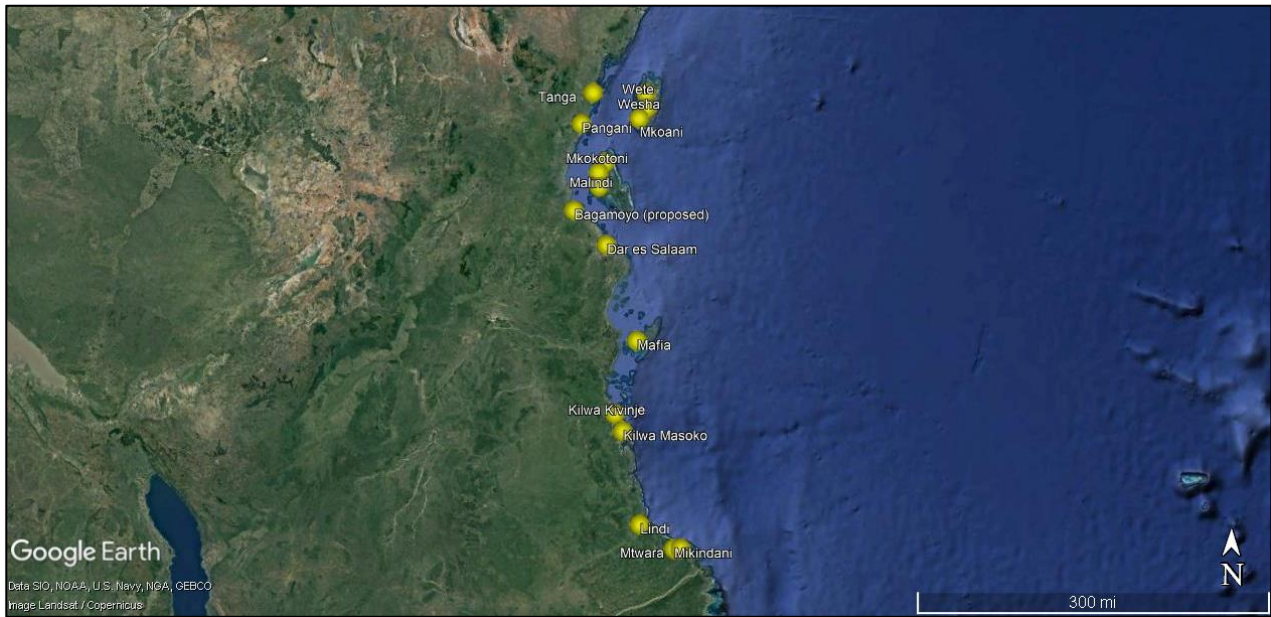 Wete
Tanga
Wesha
Pangani
Mkoani
Mkokotoni
Malindi
Bagamoyo (proposed)
Dar es Salaam
Mafia
Kilwa Kivinje
Kilwa Masoko
Lindi
Mtwara
Mikindani
Google Earth
N
Data SIO, NOAA, U.S. Navy, NGA, GEBCO
Image Landsat / Copernicus
300 mi